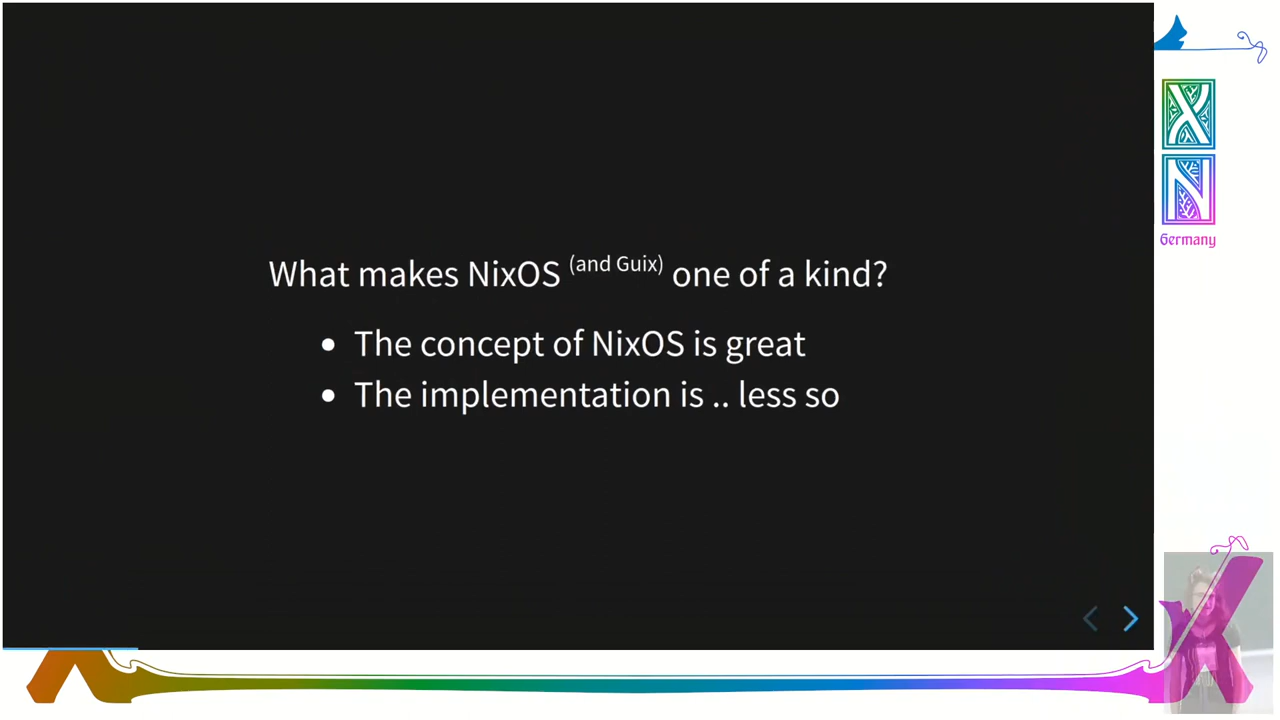 What makes NixOS (and Guix) one of a kind?
• The concept of NixOS is great
• The implementation is .. less so
X
N
Germany